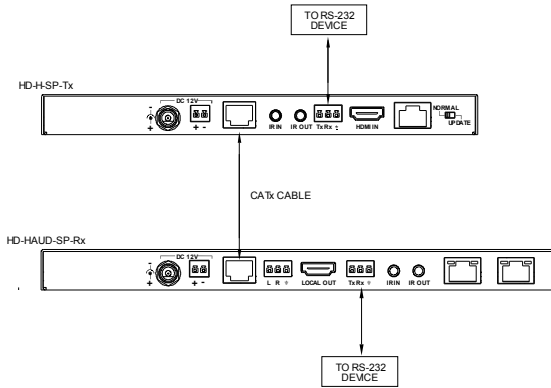 TO RS-232
DEVICE
HD-H-SP-Tx
- DC 12V
+ + -
IR IN IR OUT Tx Rx HDMI IN
NORMAL
UPDATE
CATx CABLE
HD-HAUD-SP-Rx
- DC 12V
+ + -
L R LOCAL OUT Tx Rx IR IN IR OUT
TO RS-232
DEVICE